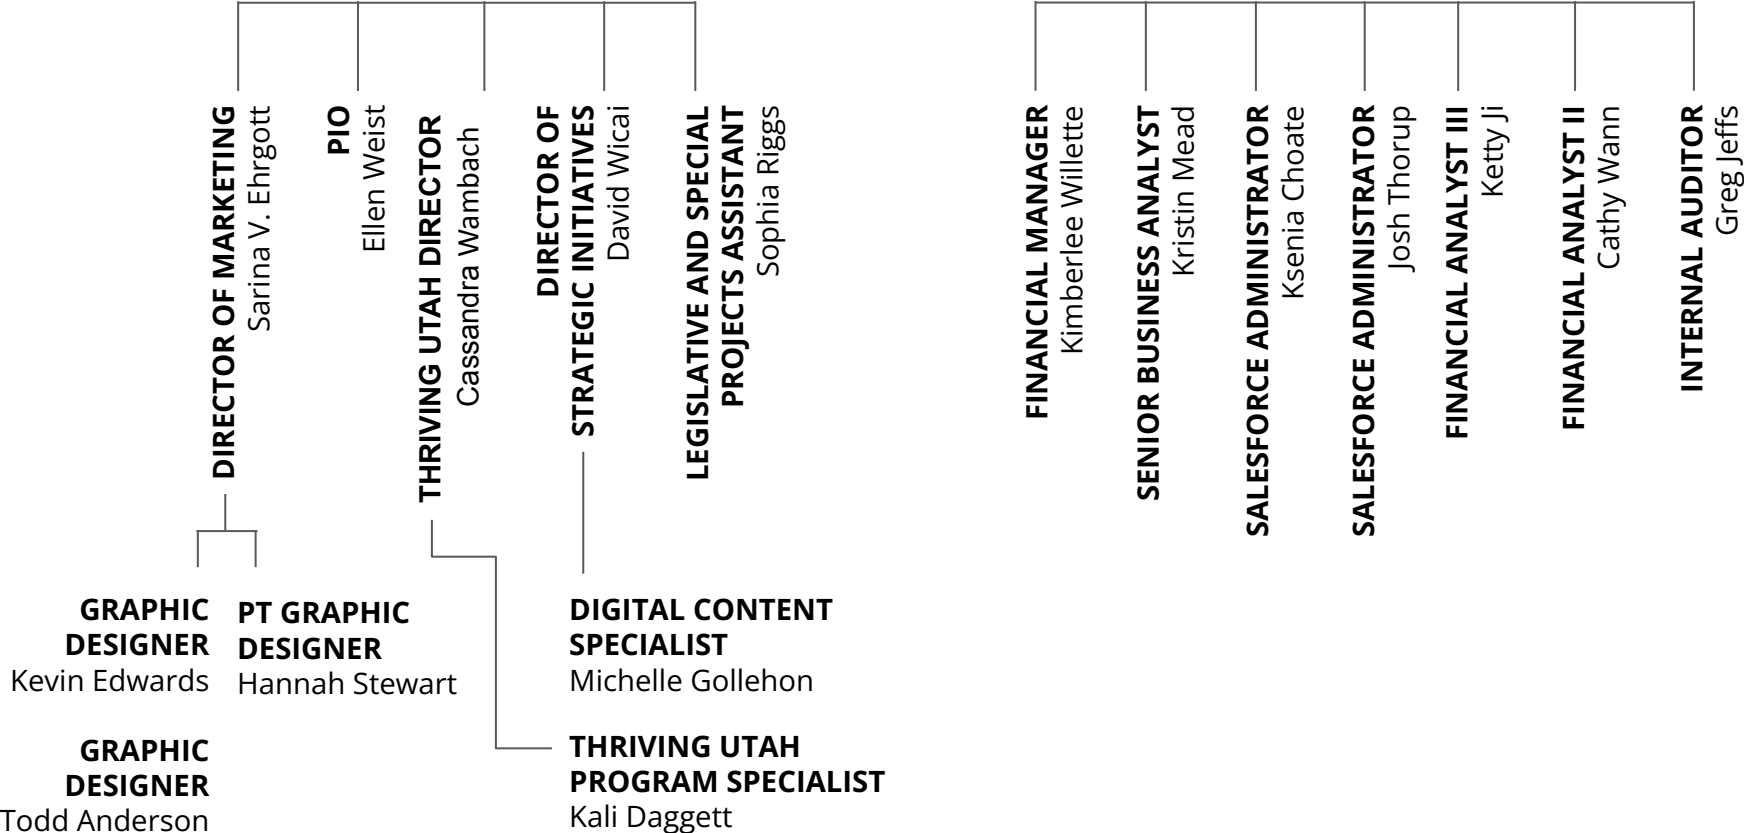 DIRECTOR OF MARKETING
Sarina V. Ehrgott
PIO
Ellen Weist
THRIVING UTAH DIRECTOR
Cassandra Wambach
DIRECTOR OF
STRATEGIC INITIATIVES
David Wicai
LEGISLATIVE AND SPECIAL
PROJECTS ASSISTANT
Sophia Riggs
FINANCIAL MANAGER
Kimberlee Willette
SENIOR BUSINESS ANALYST
Kristin Mead
SALESFORCE ADMINISTRATOR
Ksenia Choate
SALESFORCE ADMINISTRATOR
Josh Thorup
FINANCIAL ANALYST III
Ketty Ji
FINANCIAL ANALYST II
Cathy Wann
INTERNAL AUDITOR
Greg Jeffs
GRAPHIC
DESIGNER
Kevin Edwards
PT GRAPHIC
DESIGNER
Hannah Stewart
DIGITAL CONTENT
SPECIALIST
Michelle Gollehon
GRAPHIC
DESIGNER
Todd Anderson
THRIVING UTAH
PROGRAM SPECIALIST
Kali Daggett